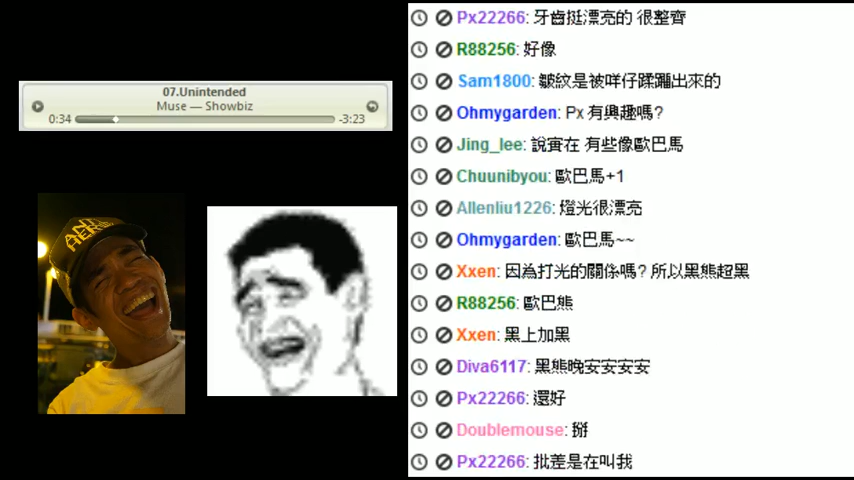 07.Unintended
Muse — Showbiz
0:34
-3:23
Px22266: 牙齒挺漂亮的 很整齊
R88256: 好像
Sam1800: 皺紋是被咩仔蹂躪出來的
Ohmygarden: Px 有興趣嗎?
Jing_lee: 說實在 有些像歐巴馬
Chuunibyou: 歐巴馬+1
Allenliu1226: 燈光很漂亮
Ohmygarden: 歐巴馬~~
Xxen: 因為打光的關係嗎? 所以黑熊超黑
R88256: 歐巴熊
Xxen: 黑上加黑
Diva6117: 黑熊晚安安安安
Px22266: 還好
Doublemouse: 掰
Px22266: 批差是在叫我